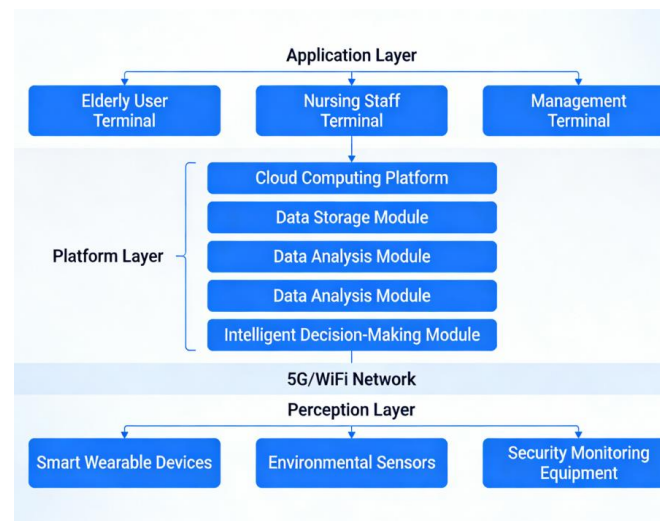 Application Layer
Elderly User
Terminal
Nursing Staff
Terminal
Management
Terminal
Cloud Computing Platform
Data Storage Module
Platform Layer
Data Analysis Module
Data Analysis Module
Intelligent Decision-Making Module
5G/WiFi Network
Perception Layer
Smart Wearable Devices
Environmental Sensors
Security Monitoring
Equipment